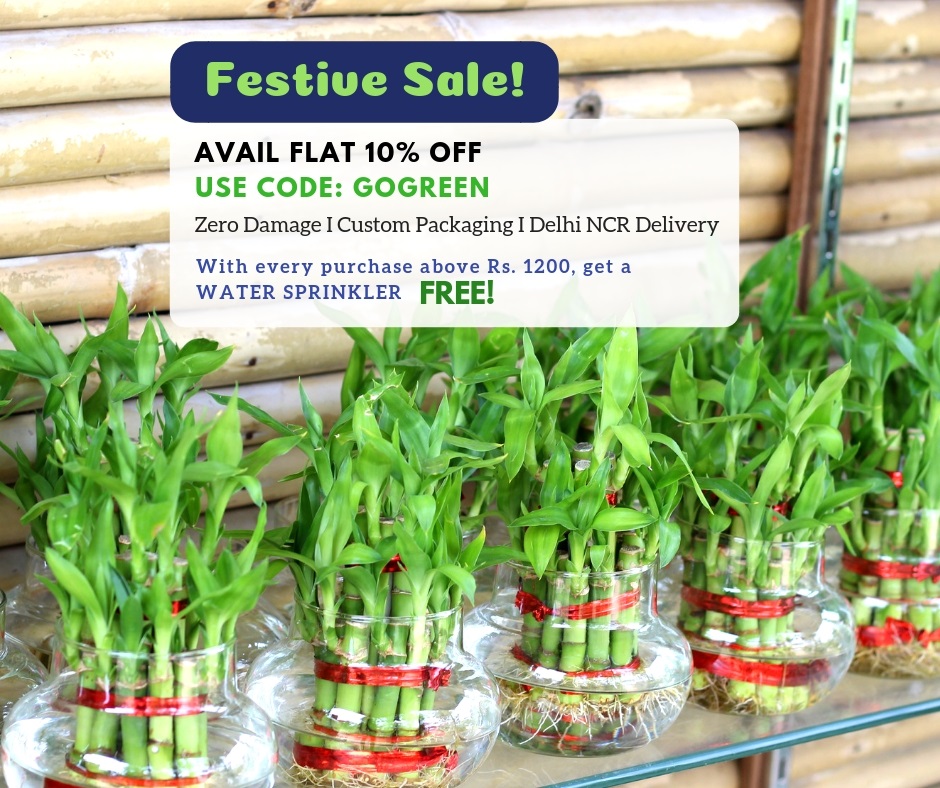 Festive Sale!
AVAIL FLAT 10% OFF
USE CODE: GOGREEN
Zero Damage I Custom Packaging I Delhi NCR Delivery
With every purchase above Rs. 1200, get a
WATER SPRINKLER FREE!